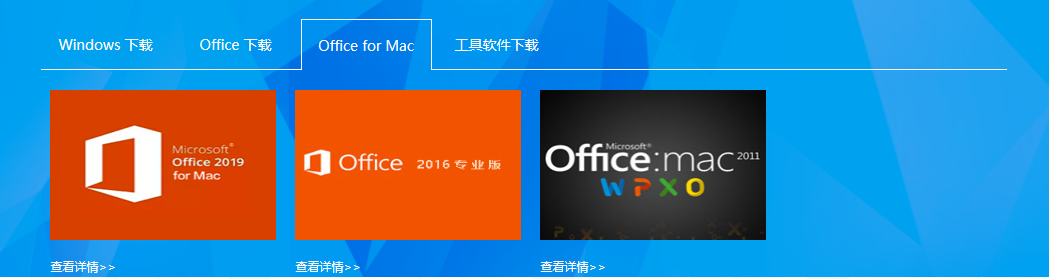 Windows 下载 Office 下载 Office for Mac 工具软件下载
Microsoft®
Office 2019
for Mac
Office 2016 专业版
Microsoft®
Office:mac 2011
W P X O
查看详情>> 查看详情>> 查看详情>>